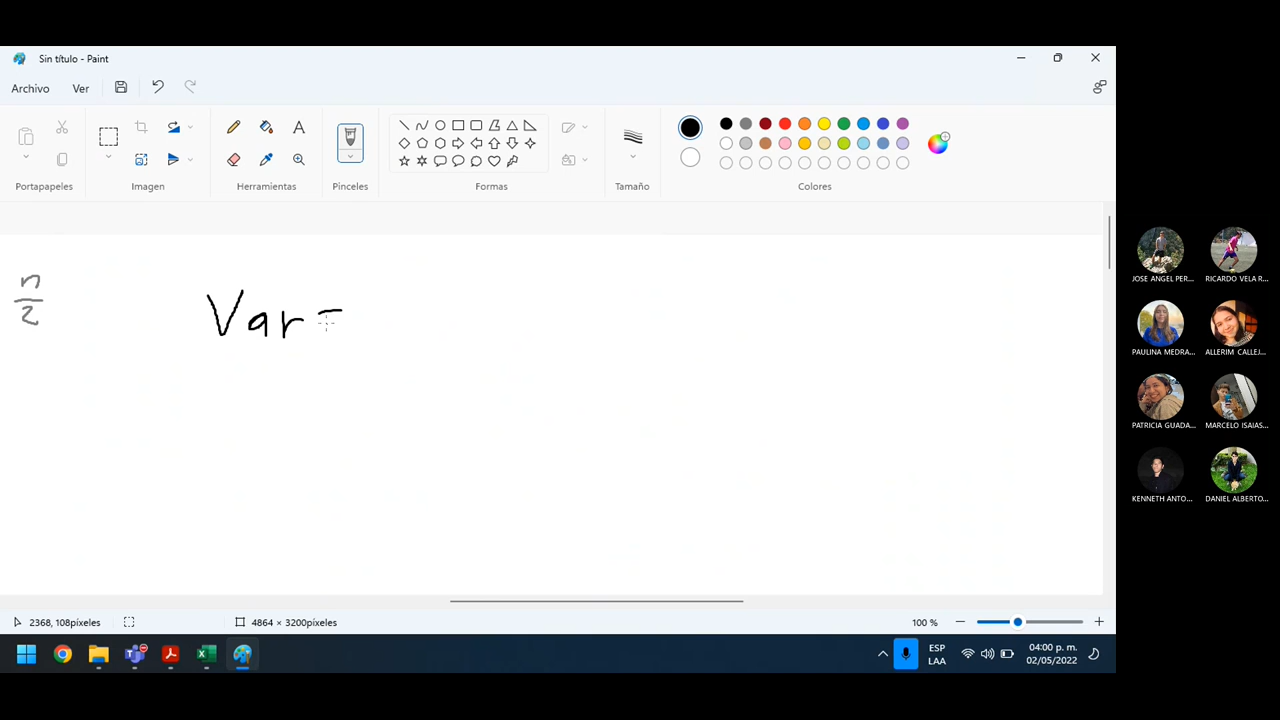 Sin título - Paint
Archivo Ver
Portapapeles Imagen Herramientas Pinceles Formas Tamaño Colores
n
2
Var =
JOSE ANGEL PER... RICARDO VELA R...
PAULINA MEDRA... ALLERIM CALLEJ...
PATRICIA GUADA... MARCELO ISAIAS...
KENNETH ANTO... DANIEL ALBERTO...
2368, 108píxeles 4864 × 3200píxeles 100 %
ESP 04:00 p. m.
LAA 02/05/2022